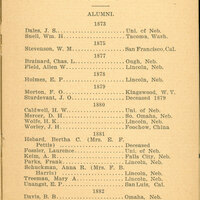 ALUMNI.
1873
Dales, J. S. Uni. of Neb.
Snell, Wm. H. Tacoma, Wash.
1875
Stevenson, W. M. San Francisco, Cal.
1877
Brainard, Chas. L. Ough, Neb.
Field, Allen W. Lincoln, Neb.
1878
Holmes, E. P. Lincoln, Neb.
1879
Morton, F. O. Kingswood, W. T.
Sturdevant, J. O. Deceased 1879
1880
Caldwell, H. W. Uni. of Neb.
Mercer, D. H. So. Omaha, Neb.
Wolfe, H. K. Lincoln, Neb.
Worley, J. H. Foochow, China
1881
Hebard, Bertha C. (Mrs. E. F.
Pettis) Deceased
Fossler, Laurence Uni. of Neb.
Keim, A. R. Falls City, Neb.
Parks, Frank Lincoln, Neb.
Schuckman, Anna R. (Mrs. F. B.
Harris) Lincoln, Neb.
Treeman, Mary A. Lincoln, Neb.
Unangst, E. P. San Luis, Cal.
1882
Davis, B. B. Omaha, Neb.